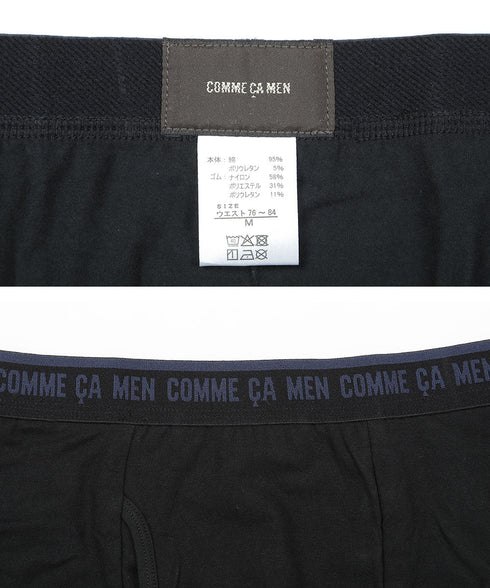 COMME ÇA MEN
本体：綿 95%
ポリウレタン 5%
ゴム：ナイロン 58%
ポリエステル 31%
ポリウレタン 11%
SIZE
ウエスト 76～84
M
COMME ÇA MEN COMME ÇA MEN COMME ÇA MEN